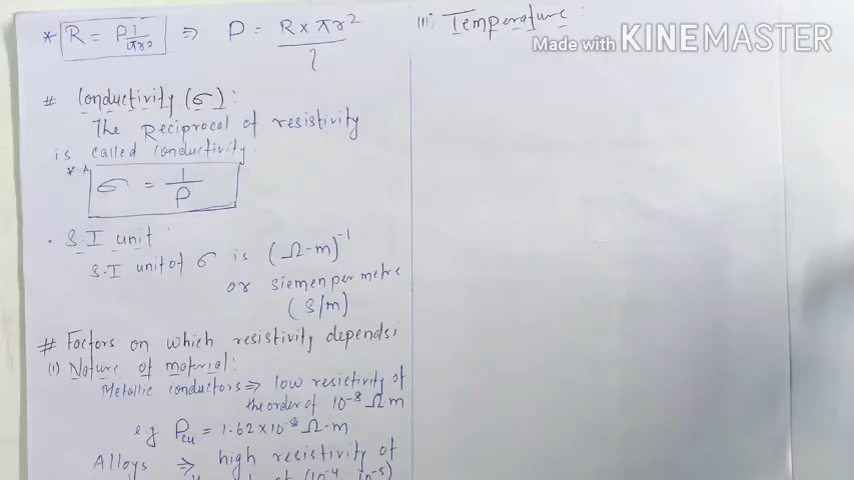 * R = ρ l/πr² ⇒ ρ = R × πr² / l
# Conductivity (σ) :
The Reciprocal of resistivity
is called conductivity.
** σ = 1/ρ
• S.I unit :
S.I unit of σ is (Ω-m)⁻¹
or siemen per metre
(S/m)
# Factors on which resistivity depends:
(i) Nature of material :
Metallic conductors ⇒ low resistivity of
the order of 10⁻⁸ Ω-m
e.g ρcu = 1.62 × 10⁻⁸ Ω-m
Alloys ⇒ high resistivity of
(iii) Temperature :
Made with KINEMASTER